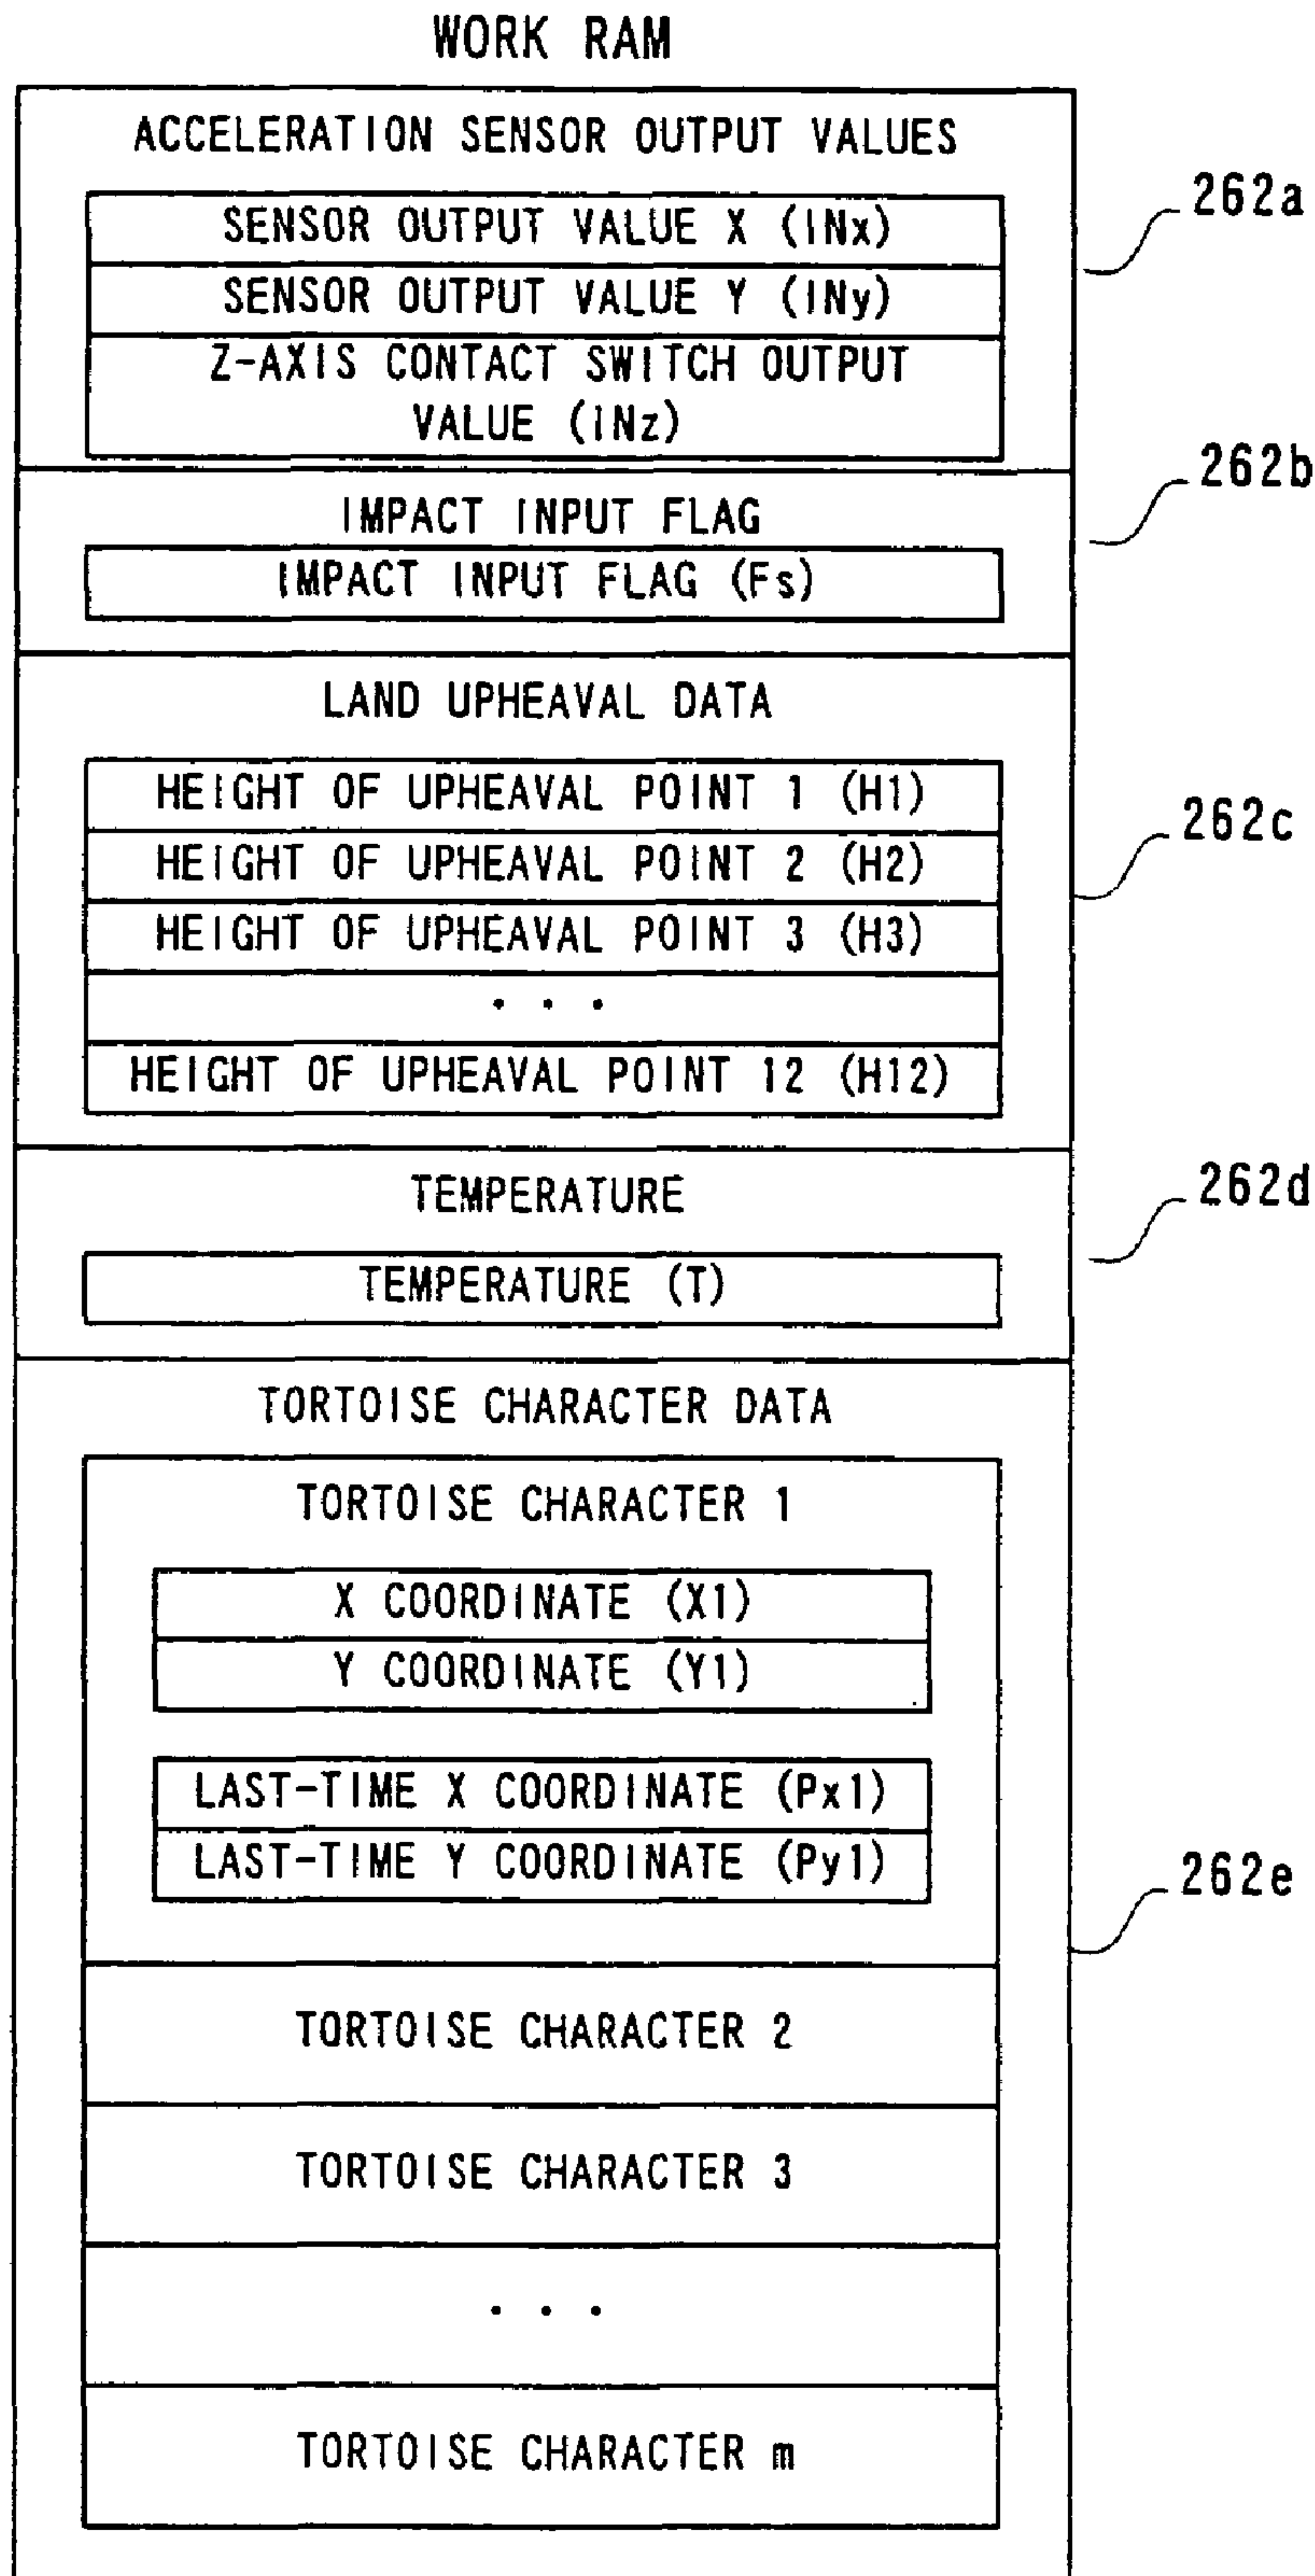 WORK RAM
ACCELERATION SENSOR OUTPUT VALUES
262a
SENSOR OUTPUT VALUE X (INx)
SENSOR OUTPUT VALUE Y (INy)
Z-AXIS CONTACT SWITCH OUTPUT
VALUE (INz)
262b
IMPACT INPUT FLAG
IMPACT INPUT FLAG (Fs)
LAND UPHEAVAL DATA
HEIGHT OF UPHEAVAL POINT 1 (H1)
262c
HEIGHT OF UPHEAVAL POINT 2 (H2)
HEIGHT OF UPHEAVAL POINT 3 (H3)
. . .
HEIGHT OF UPHEAVAL POINT 12 (H12)
262d
TEMPERATURE
TEMPERATURE (T)
TORTOISE CHARACTER DATA
TORTOISE CHARACTER 1
X COORDINATE (X1)
Y COORDINATE (Y1)
LAST-TIME X COORDINATE (Px1)
LAST-TIME Y COORDINATE (Py1)
262e
TORTOISE CHARACTER 2
TORTOISE CHARACTER 3
. . .
TORTOISE CHARACTER m